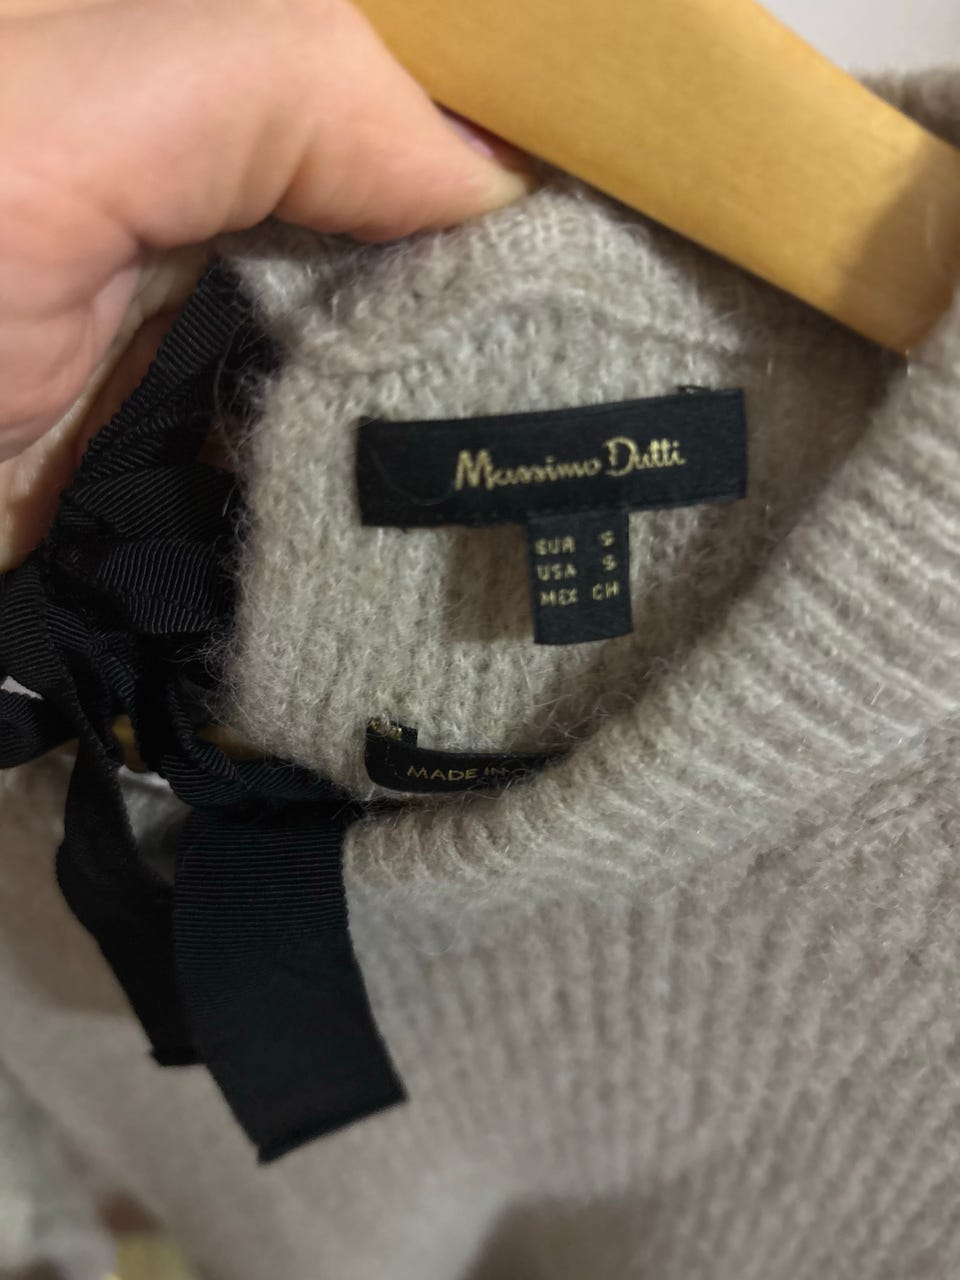 Massimo Dutti
EUR S
USA S
MEX CH
MADE IN